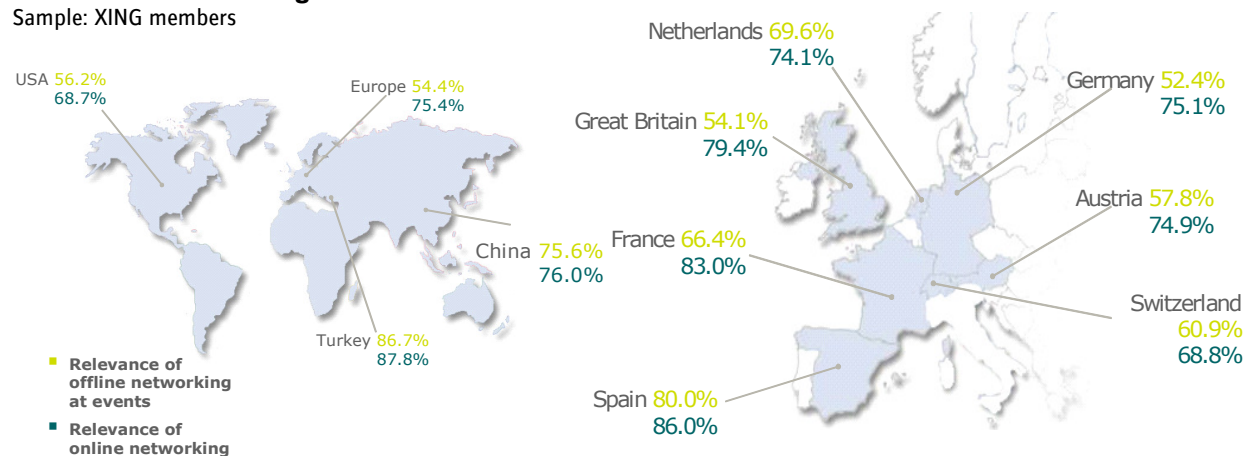 Sample: XING members
USA 56.2%
68.7%
Europe 54.4%
75.4%
China 75.6%
76.0%
Turkey 86.7%
87.8%
Relevance of
offline networking
at events
Relevance of
online networking
Netherlands 69.6%
74.1%
Germany 52.4%
75.1%
Great Britain 54.1%
79.4%
Austria 57.8%
74.9%
France 66.4%
83.0%
Switzerland
60.9%
68.8%
Spain 80.0%
86.0%